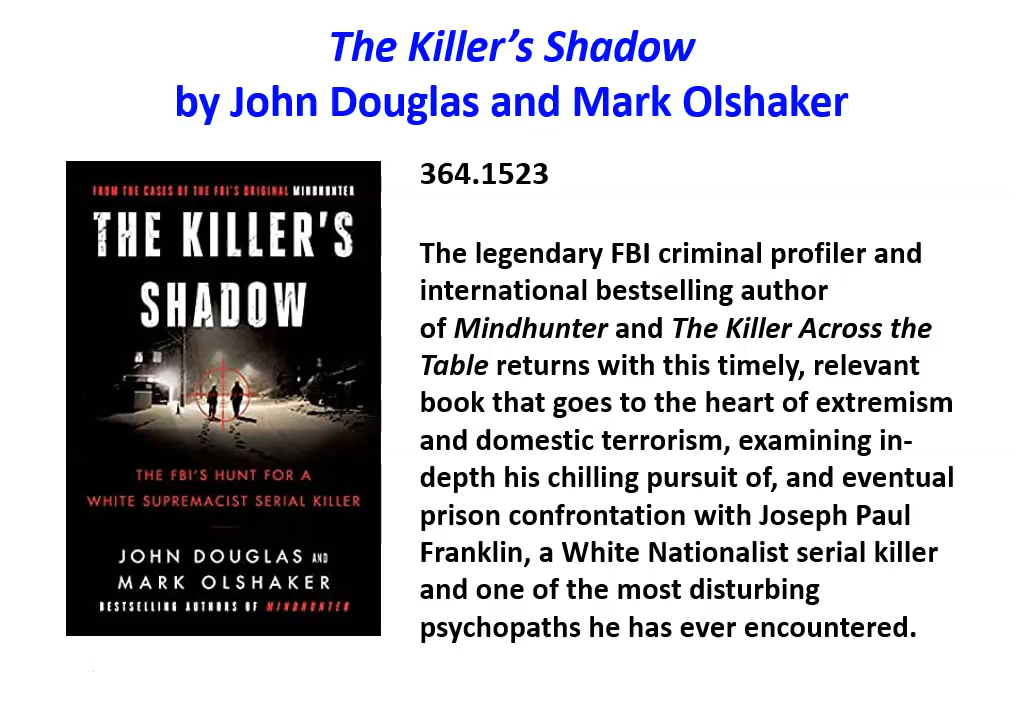 The Killer's Shadow
by John Douglas and Mark Olshaker
FROM THE CASES OF THE FBI'S ORIGINAL MINDHUNTER
THE KILLER'S
SHADOW
THE FBI'S HUNT FOR A
WHITE SUPREMACIST SERIAL KILLER
JOHN DOUGLAS AND
MARK OLSHAKER
BESTSELLING AUTHORS OF MINDHUNTER
364.1523
The legendary FBI criminal profiler and
international bestselling author
of Mindhunter and The Killer Across the
Table returns with this timely, relevant
book that goes to the heart of extremism
and domestic terrorism, examining in-
depth his chilling pursuit of, and eventual
prison confrontation with Joseph Paul
Franklin, a White Nationalist serial killer
and one of the most disturbing
psychopaths he has ever encountered.